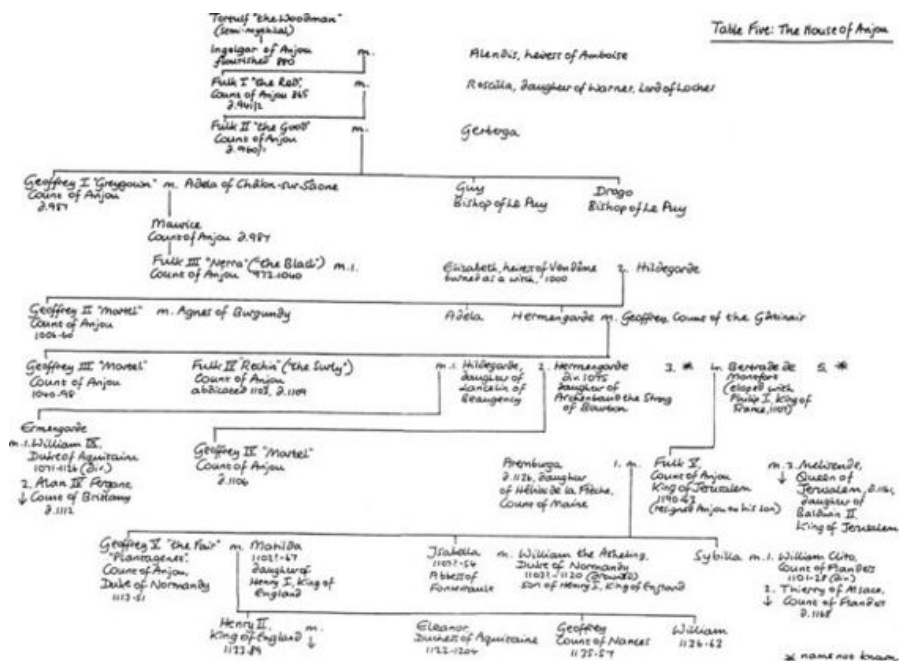 Tortulf "the Woodman"
(semi-mythical)
Table Five: The House of Anjou
Ingelgar of Anjou
flourished 880
m.
Alendis, heiress of Amboise
Fulk I "the Red",
Count of Anjou 865
d.941/2
m.
Roscilla, daughter of Warner, Lord of Loches
Fulk II "the Good"
Count of Anjou
d.960/1
m.
Gerberga
Geoffrey I "Greygown" m. Adela of Châlon-sur-Saone
Count of Anjou
d.987
Guy
Bishop of Le Puy
Drogo
Bishop of Le Puy
Maurice
Count of Anjou d.987
Fulk III "Nerra" ("the Black") m.1.
Count of Anjou 972-1040
Elizabeth, heiress of Vendôme
burned as a witch, 1000
2. Hildegarde
Geoffrey II "Martel" m. Agnes of Burgundy
Count of Anjou
1006-60
Adela
Hermengarde m. Geoffrey, Count of the Gâtinais
Geoffrey III "Martel"
Count of Anjou
1040-98
Fulk IV "Rechin" ("the Surly")
Count of Anjou
abdicated 1103, d.1109
m.1. Hildegarde,
daughter of
Lancelin of
Beaugency
2. Hermengarde
div. 1075
daughter of
Archembaud the Strong
of Bourbon
3. *
4. Bertrade de
Montfort
(eloped with
Philip I, King of
France,
5. *
Ermengarde
m.1. William IX,
Duke of Aquitaine
1071-1126 (div.)
2. Alan IV Fergant,
Count of Brittany
d.1112
Geoffrey IV "Martel"
Count of Anjou
d.1106
Aremburga
d.1126, daughter
of Hélias de la Flèche,
Count of Maine
1. m.
Fulk V,
Count of Anjou
King of Jerusalem
(resigned Anjou to his son)
m.2. Melisende,
Queen of
Jerusalem,
daughter of
Baldwin II,
King of Jerusalem
Geoffrey V "the Fair" m.
"Plantagenet"
Count of Anjou,
Duke of Normandy
1113-51
Matilda
1102?-67
daughter of
Henry I, King of
England
Isabella
1107?-54
Abbess of
Fontevrault
m. William the Atheling,
Duke of Normandy
1103?-1120 (drowned)
son of Henry I, King of England
Sybilla m.1. William Clito,
Count of Flanders
1101-28 (div)
2. Thierry of Alsace,
Count of Flanders
d.1168
Henry II,
King of England
1133-89
m.
Eleanor
Duchess of Aquitaine
1122-1204
Geoffrey
Count of Nantes
William
* name not known